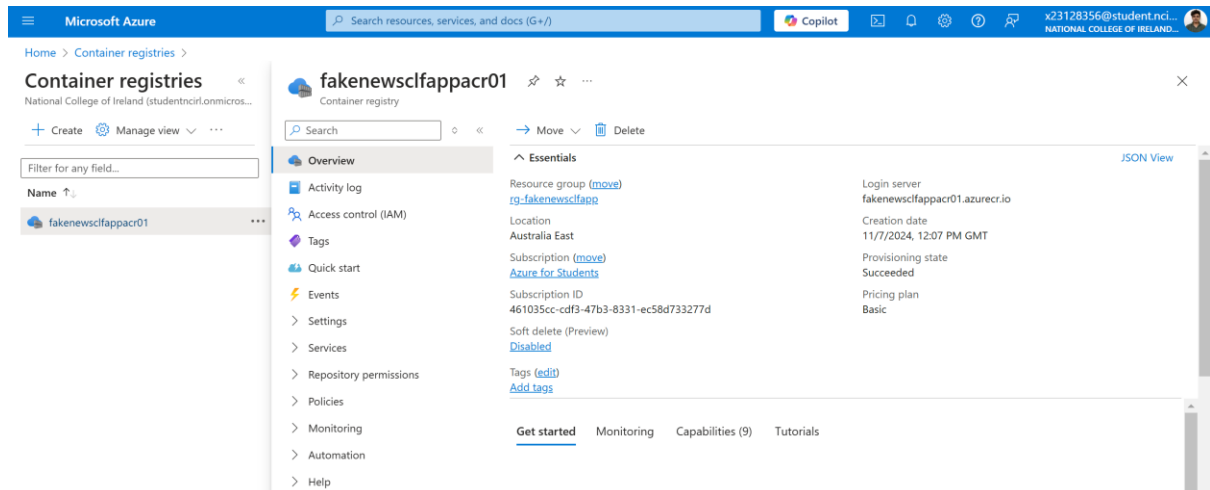 Microsoft Azure
Search resources, services, and docs (G+/)
Copilot
x23128356@student.nci...
NATIONAL COLLEGE OF IRELAND...
Home > Container registries >
Container registries
National College of Ireland (studentncirl.onmicros...
Create
Manage view
...
Filter for any field...
Name
fakenewsclfappacr01
...
fakenewsclfappacr01
...
Container registry
Search
Move
Delete
Overview
Activity log
Access control (IAM)
Tags
Quick start
Events
Settings
Services
Repository permissions
Policies
Monitoring
Automation
Help
Essentials
JSON View
Resource group (move)
rg-fakenewsclfapp
Location
Australia East
Subscription (move)
Azure for Students
Subscription ID
461035cc-cdf3-47b3-8331-ec58d733277d
Soft delete (Preview)
Disabled
Tags (edit)
Add tags
Login server
fakenewsclfappacr01.azurecr.io
Creation date
11/7/2024, 12:07 PM GMT
Provisioning state
Succeeded
Pricing plan
Basic
Get started
Monitoring
Capabilities (9)
Tutorials